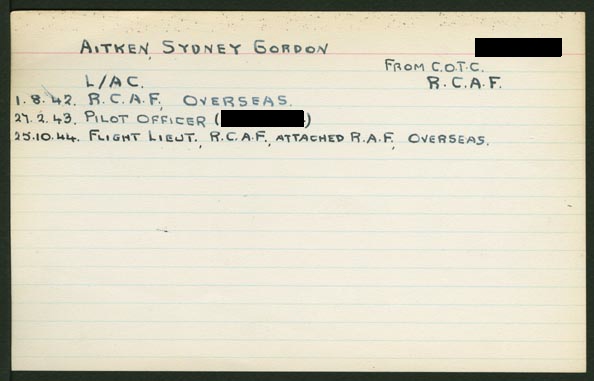 AITKEN, SYDNEY GORDON
FROM C.O.T.C.
L/AC. R.C.A.F.
1.8.42. R.C.A.F. OVERSEAS.
27.2.43. PILOT OFFICER ( )
25.10.44. FLIGHT LIEUT., R.C.A.F., ATTACHED R.A.F. OVERSEAS.